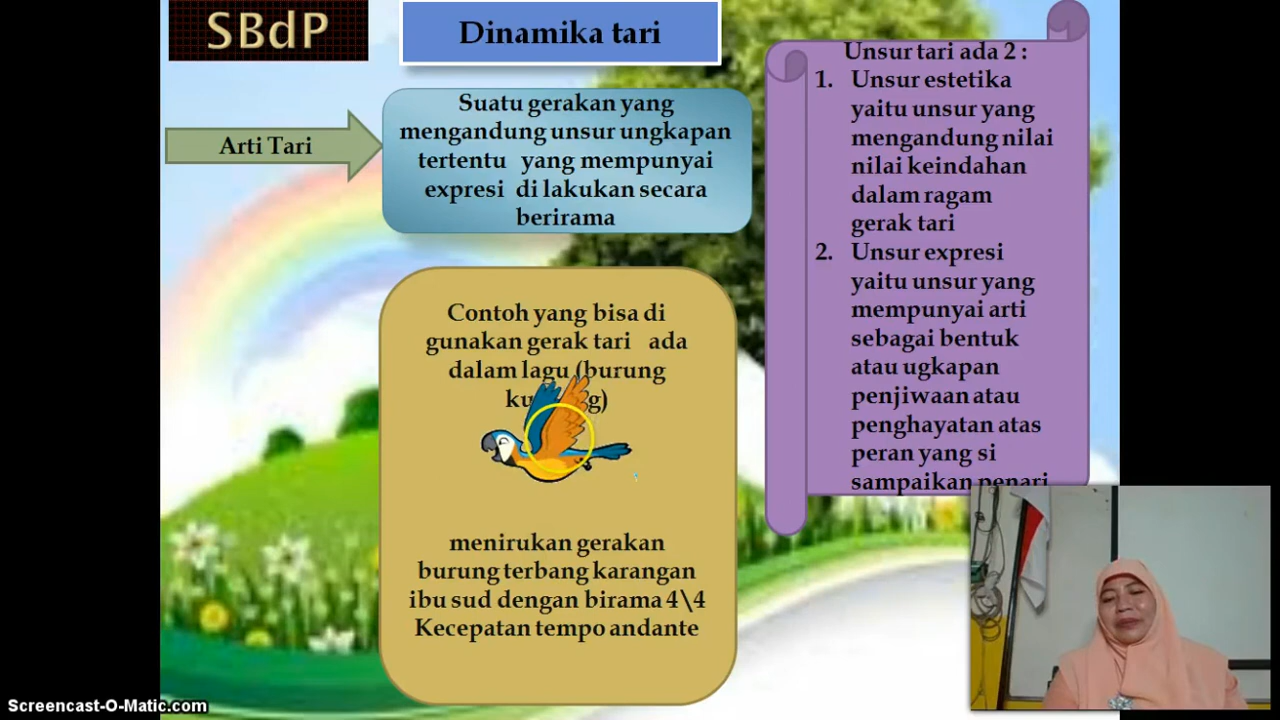 SBdP
Dinamika tari
Arti Tari
Suatu gerakan yang
mengandung unsur ungkapan
tertentu yang mempunyai
expresi di lakukan secara
berirama
Unsur tari ada 2 :
1. Unsur estetika
yaitu unsur yang
mengandung nilai
nilai keindahan
dalam ragam
gerak tari
2. Unsur expresi
yaitu unsur yang
mempunyai arti
sebagai bentuk
atau ugkapan
penjiwaan atau
penghayatan atas
peran yang si
sampaikan penari
Contoh yang bisa di
gunakan gerak tari ada
dalam lagu (burung
menirukan gerakan
burung terbang karangan
ibu sud dengan birama 4\4
Kecepatan tempo andante
Screencast-O-Matic.com